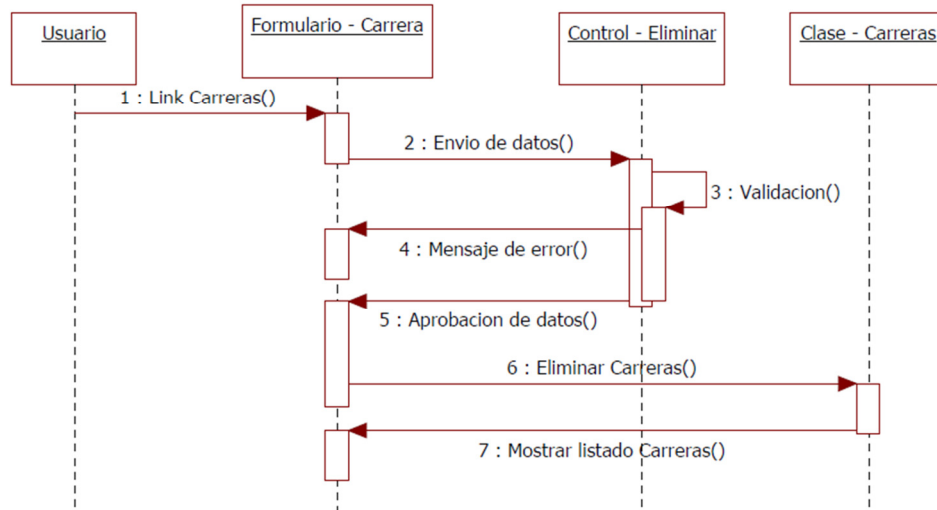 Usuario
Formulario - Carrera
Control - Eliminar
Clase - Carreras
1 : Link Carreras()
2 : Envio de datos()
3 : Validacion()
4 : Mensaje de error()
5 : Aprobacion de datos()
6 : Eliminar Carreras()
7 : Mostrar listado Carreras()